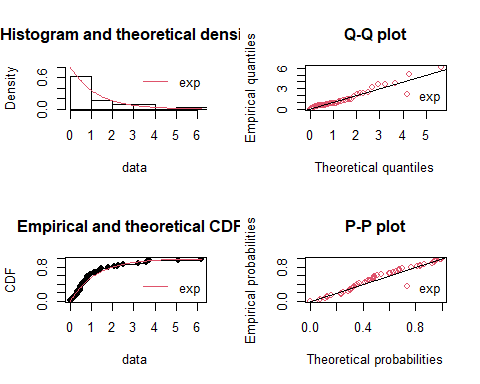 Histogram and theoretical densi
Density
0.0
0.6
exp
0 1 2 3 4 5 6
data
Q-Q plot
Empirical quantiles
0
3
6
exp
0 1 2 3 4 5
Theoretical quantiles
Empirical and theoretical CDF
CDF
0.0
0.8
exp
0 1 2 3 4 5 6
data
P-P plot
Empirical probabilities
0.0
0.8
exp
0.0 0.4 0.8
Theoretical probabilities